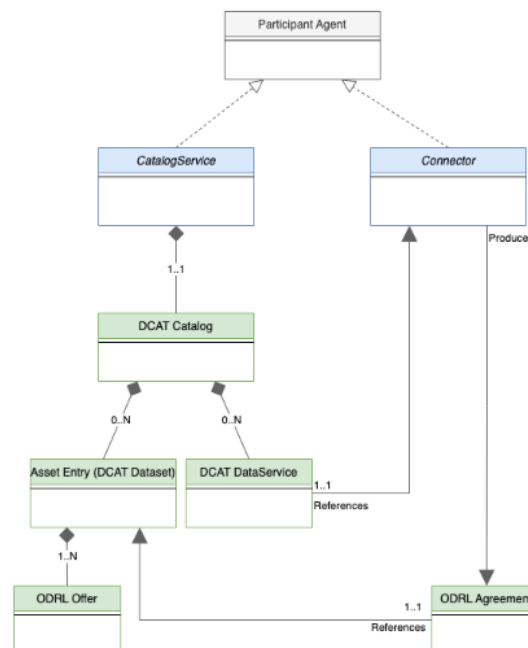 Participant Agent
CatalogService
Connector
Produce
1..1
DCAT Catalog
0..N
0..N
Asset Entry (DCAT Dataset)
DCAT DataService
1..1
References
1..N
ODRL Offer
1..1
ODRL Agreemen
References